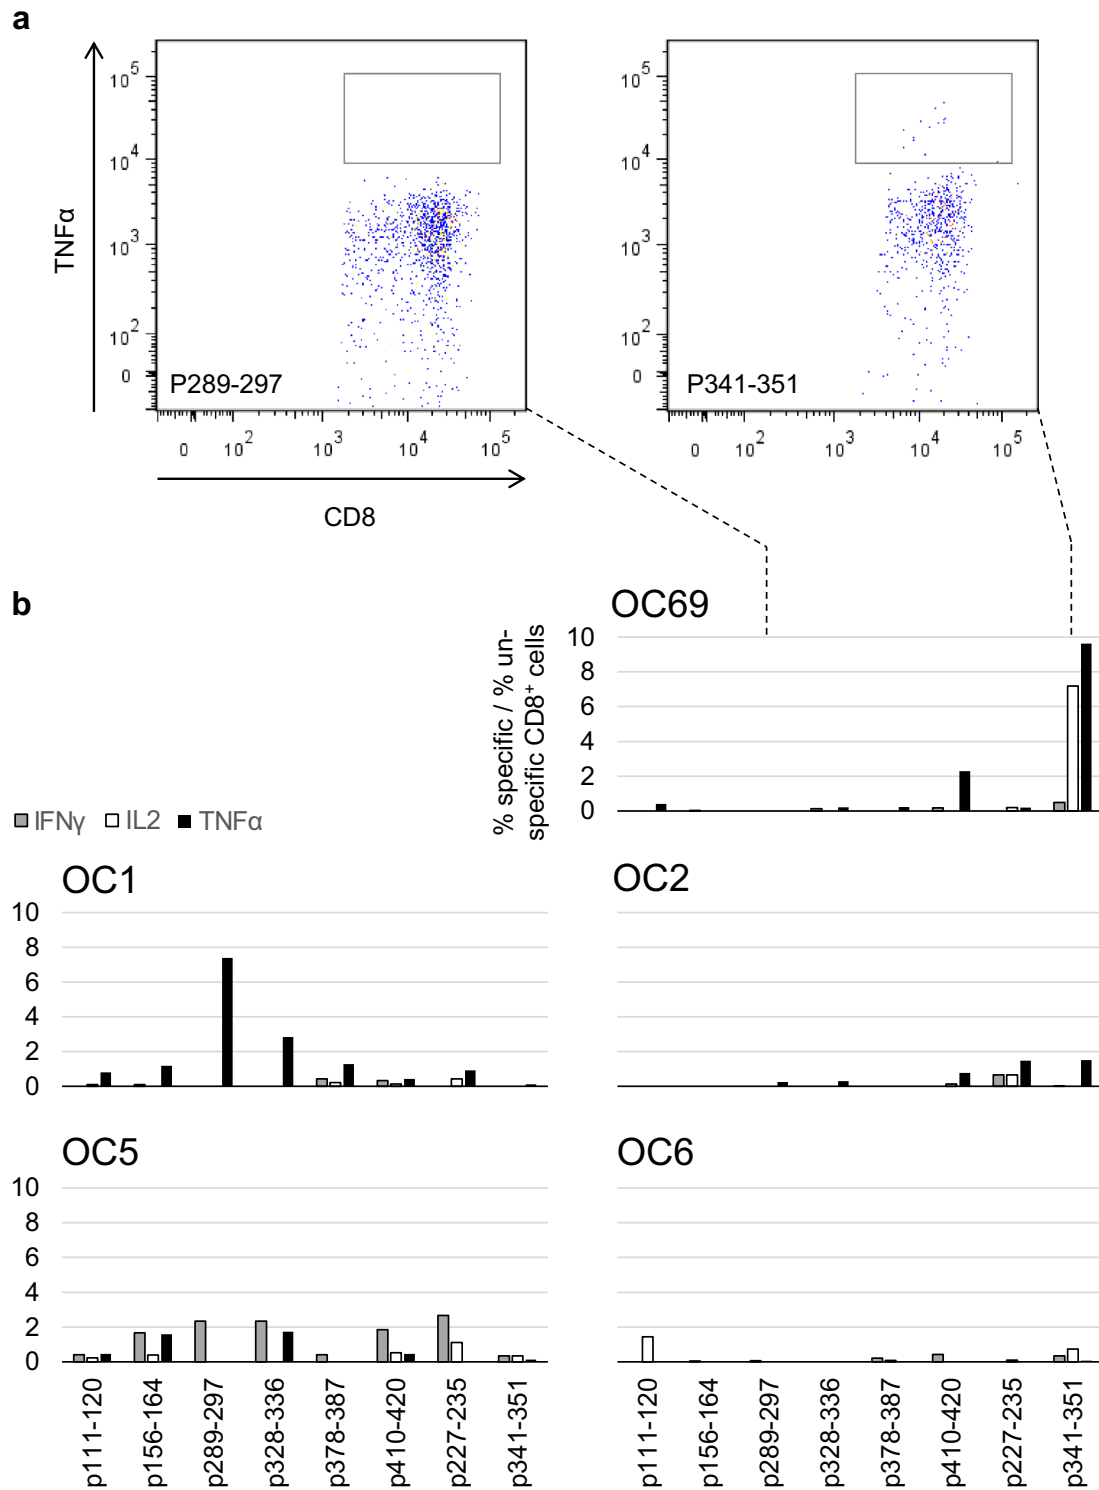 a
TNFα
10^5
10^4
10^3
10^2
0
P289-297
0 10^2 10^3 10^4 10^5
CD8
10^5
10^4
10^3
10^2
0
P341-351
0 10^2 10^3 10^4 10^5
b
OC69
% specific / % un-
specific CD8+ cells
10
8
6
4
2
0
IFNγ IL2 TNFα
OC1
10
8
6
4
2
0
OC2
OC5
10
8
6
4
2
0
OC6
p111-120
p156-164
p289-297
p328-336
p378-387
p410-420
p227-235
p341-351
p111-120
p156-164
p289-297
p328-336
p378-387
p410-420
p227-235
p341-351